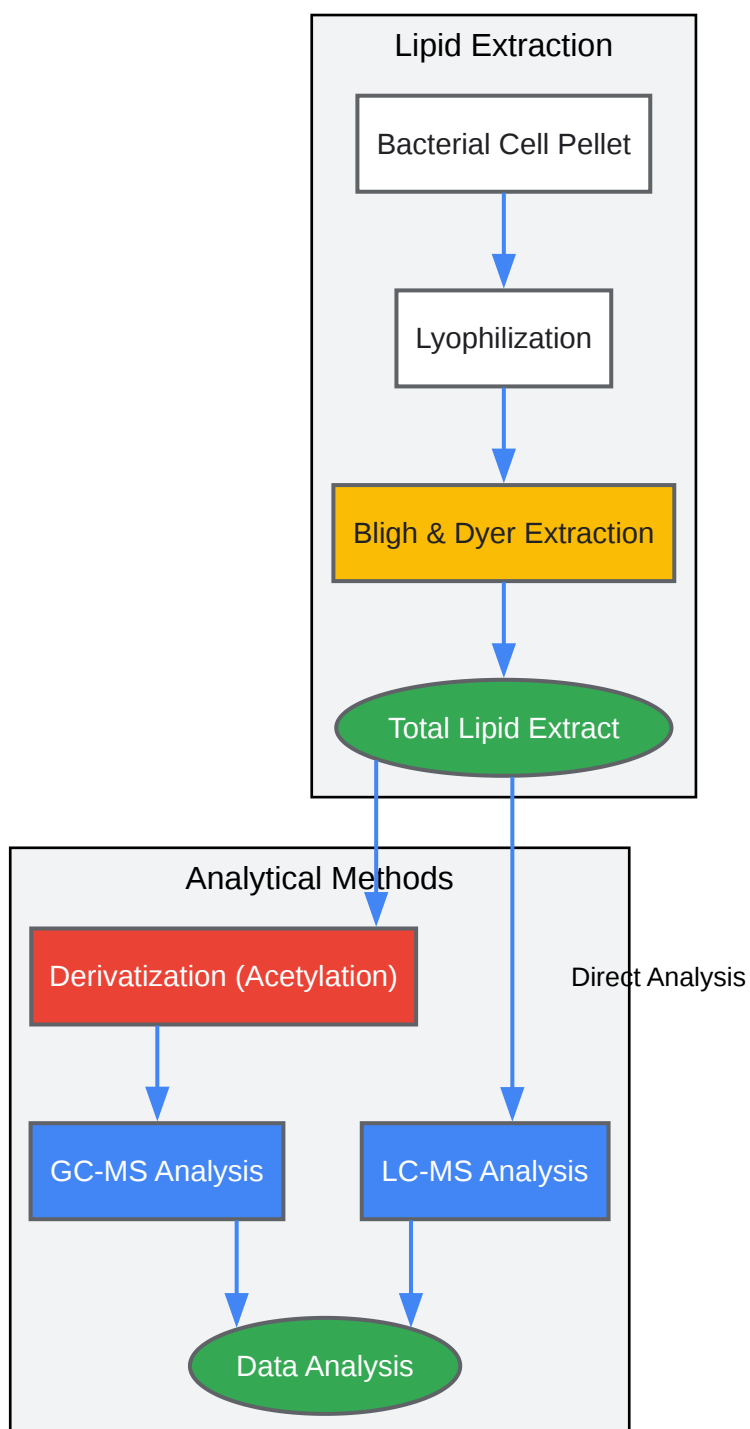 Lipid Extraction
Bacterial Cell Pellet
Lyophilization
Bligh & Dyer Extraction
Total Lipid Extract
Analytical Methods
Derivatization (Acetylation)
Direct Analysis
GC-MS Analysis
LC-MS Analysis
Data Analysis